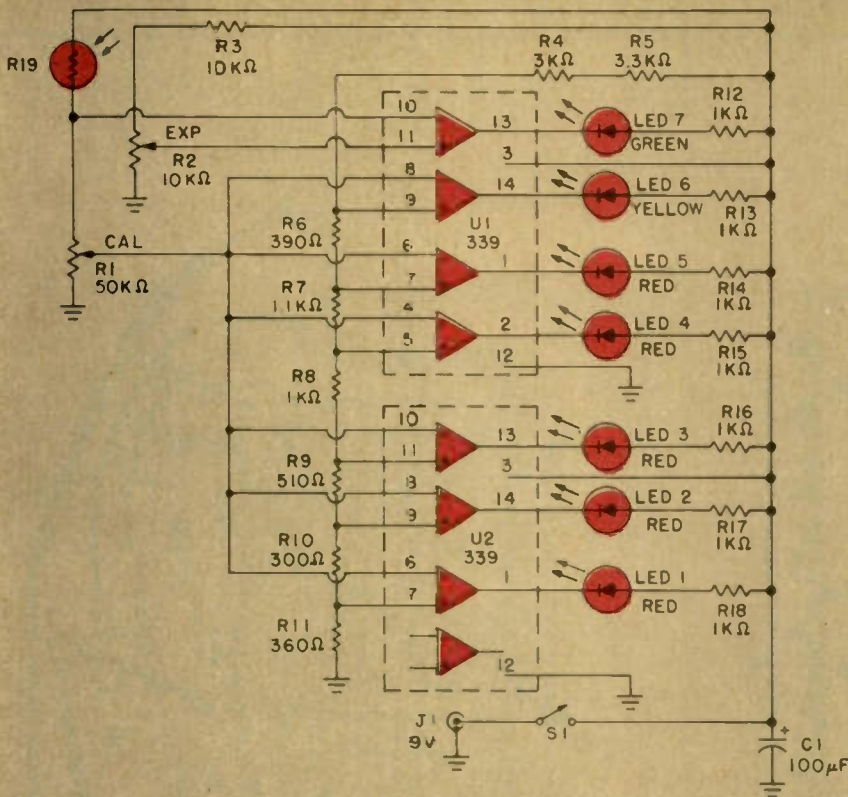 R19
R3
10KΩ
R4
3KΩ
R5
3.3KΩ
EXP
R2
10KΩ
CAL
R1
50KΩ
10
11
13
3
LED 7
GREEN
R12
1KΩ
8
9
14
LED 6
YELLOW
R13
1KΩ
U1
339
R6
390Ω
6
7
1
LED 5
RED
R14
1KΩ
R7
1.1KΩ
4
5
2
12
LED 4
RED
R15
1KΩ
R8
1KΩ
10
11
13
3
LED 3
RED
R16
1KΩ
R9
510Ω
8
9
14
LED 2
RED
R17
1KΩ
U2
339
R10
300Ω
6
7
1
LED 1
RED
R18
1KΩ
R11
360Ω
12
J1
9V
S1
+
C1
100µF